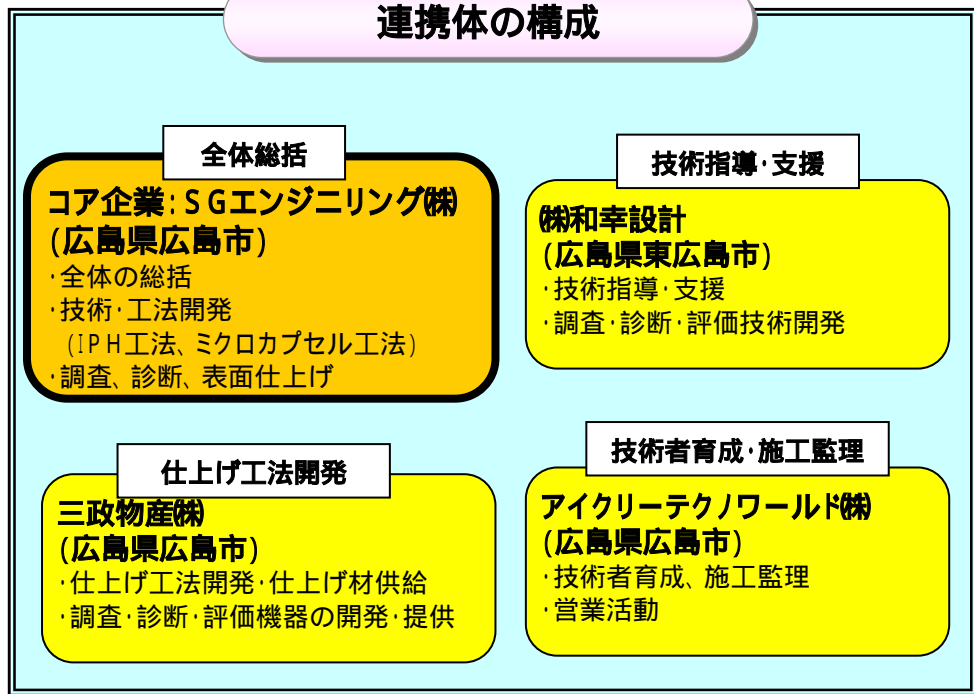 連携体の構成
全体総括
コア企業:SGエンジニリング㈱
(広島県広島市)
･全体の総括
･技術･工法開発
(IPH工法、ミクロカプセル工法)
･調査、診断、表面仕上げ
技術指導･支援
㈱和幸設計
(広島県東広島市)
･技術指導･支援
･調査･診断･評価技術開発
仕上げ工法開発
三政物産㈱
(広島県広島市)
･仕上げ工法開発･仕上げ材供給
･調査･診断･評価機器の開発･提供
技術者育成･施工監理
アイクリーテクノワールド㈱
(広島県広島市)
･技術者育成、施工監理
･営業活動